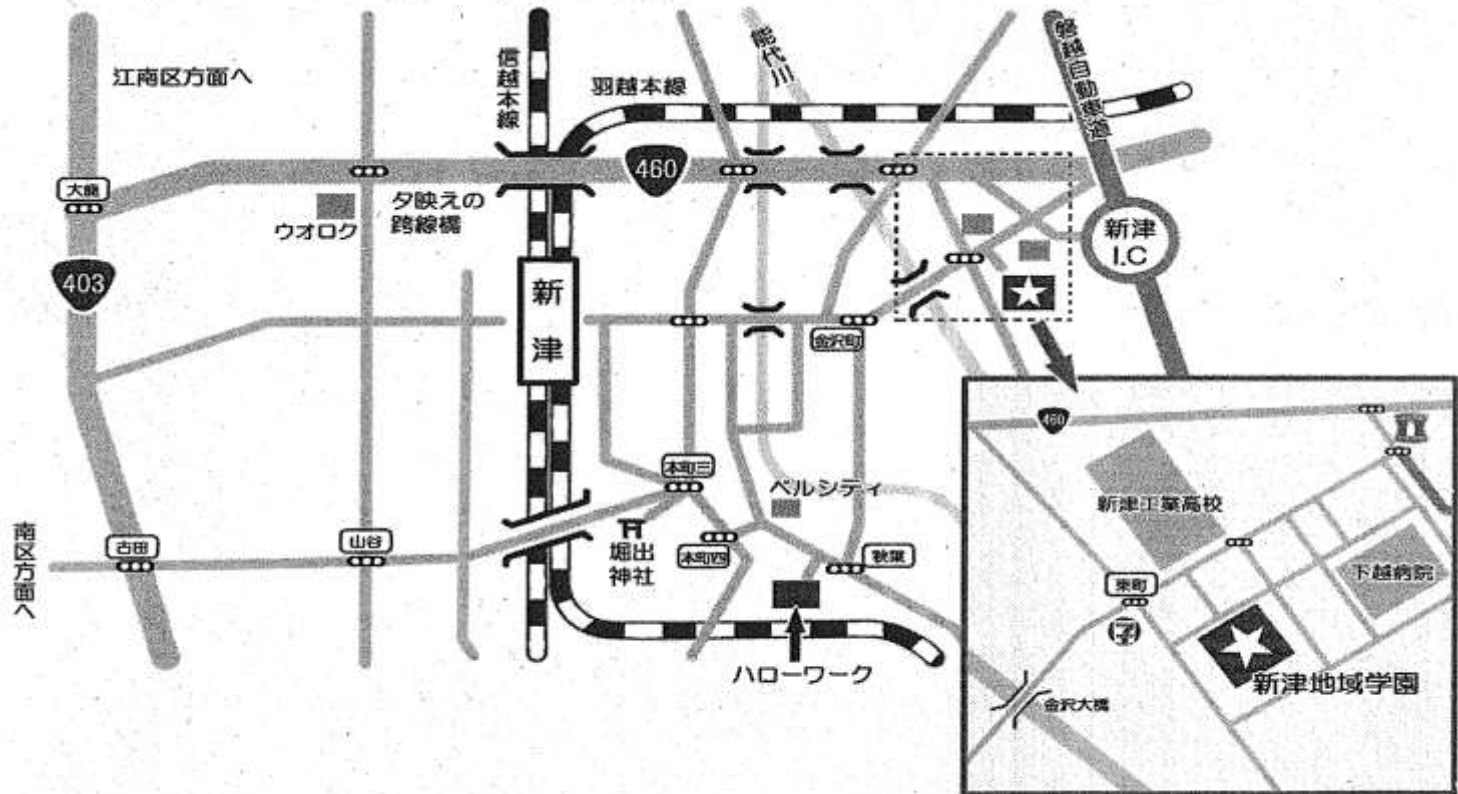 江南区方面へ
信越本線
羽越本線
能代川
磐越自動車道
460
大鹿
ウオロク
夕映えの
跨線橋
新津
I.C
403
新津
金沢町
本町三
ベルシティ
南区方面へ
古田
山谷
堀出
神社
本町四
秋葉
ハローワーク
460
新津工業高校
下越病院
東町
新津地域学園
金沢大橋